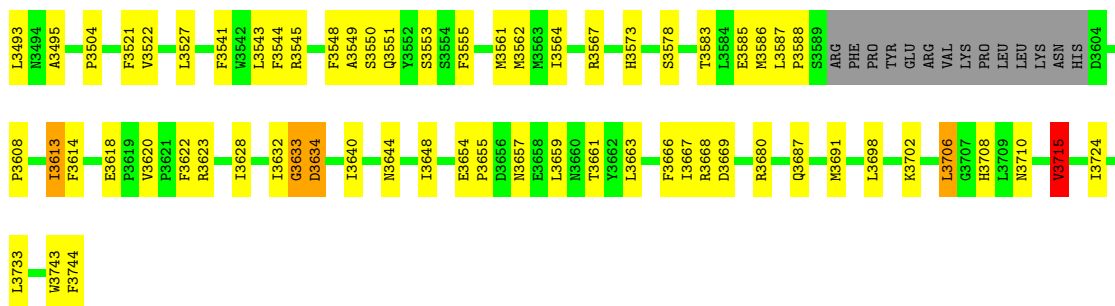 L3493 N3494 A3495 P3504 F3521 V3522 L3527 F3541 W3542 L3543 F3544 R3545 F3548 A3549 S3550 Q3551 Y3552 S3553 S3554 F3555 M3561 M3562 M3563 I3564 R3567 H3573 S3578 T3583 L3584 E3585 M3586 L3587 P3588 S3589 ARG PHE PRO TYR GLU ARG VAL LYS PRO LEU LEU LYS ASN HIS D3604
P3608 I3613 F3614 E3618 P3619 V3620 P3621 F3622 R3623 I3628 I3632 G3633 D3634 I3640 N3644 I3648 E3654 P3655 D3656 N3657 E3658 L3659 N3660 T3661 Y3662 L3663 F3666 I3667 R3668 D3669 R3680 Q3687 M3691 L3698 K3702 L3706 G3707 H3708 L3709 N3710 V3715 I3724
L3733 W3743 F3744